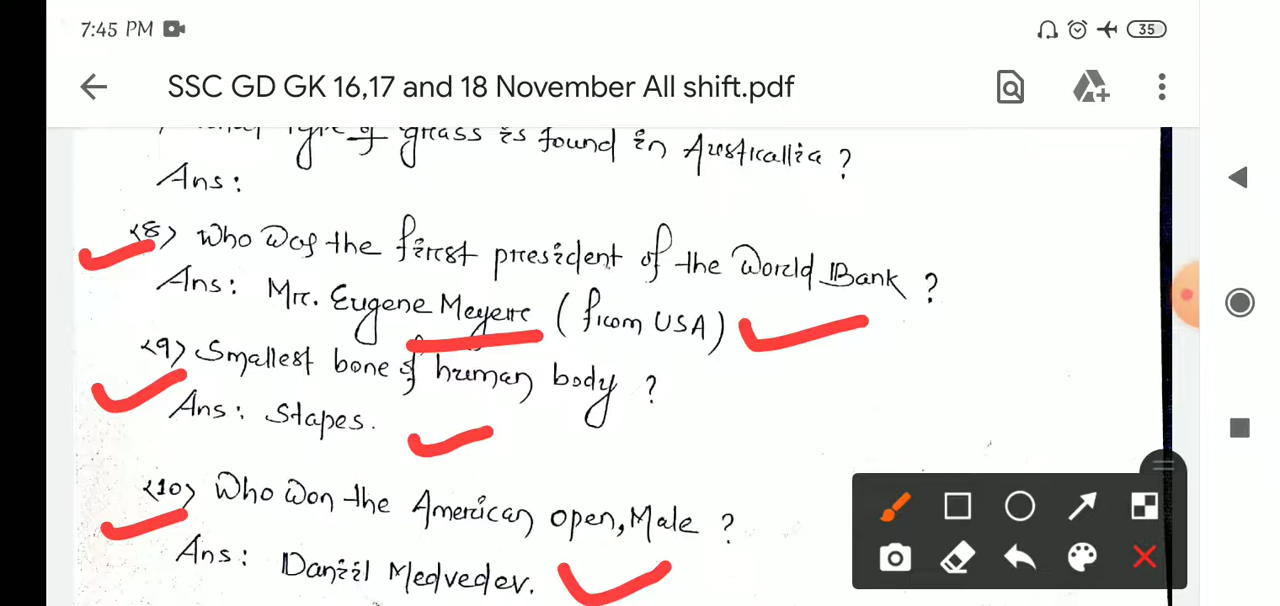 7:45 PM
35
SSC GD GK 16,17 and 18 November All shift.pdf
type of grass is found in Australlia ?
Ans:
<8> Who was the first president of the World Bank ?
Ans: Mr. Eugene Meyerr (from USA)
<9> Smallest bone of human body ?
Ans: Stapes.
<10> Who won the American open, Male ?
Ans: Daniil Medvedev.